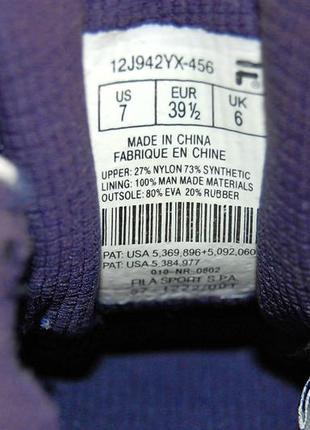 12J942YX-456
US EUR UK
7 39 ½ 6
MADE IN CHINA
FABRIQUE EN CHINE
UPPER: 27% NYLON 73% SYNTHETIC
LINING: 100% MAN MADE MATERIALS
OUTSOLE: 80% EVA 20% RUBBER
PAT: USA 5,369,896+5,092,060
PAT: USA 5,384,977
010-NR-0802
FILA SPORT S.P.A.